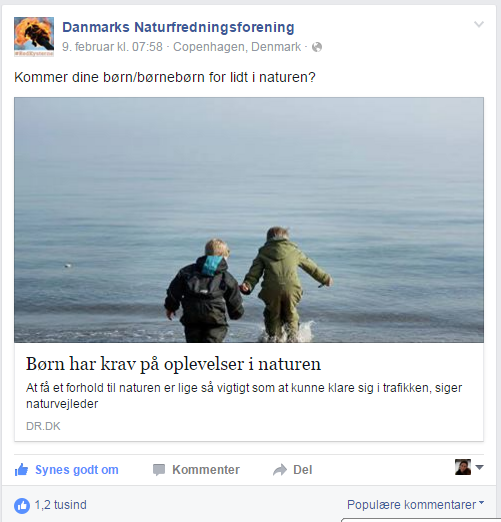 Danmarks Naturfredningsforening
9. februar kl. 07:58 · Copenhagen, Denmark ·
Kommer dine børn/børnebørn for lidt i naturen?
Børn har krav på oplevelser i naturen
At få et forhold til naturen er lige så vigtigt som at kunne klare sig i trafikken, siger
naturvejleder
DR.DK
Synes godt om Kommenter Del
1,2 tusind Populære kommentarer